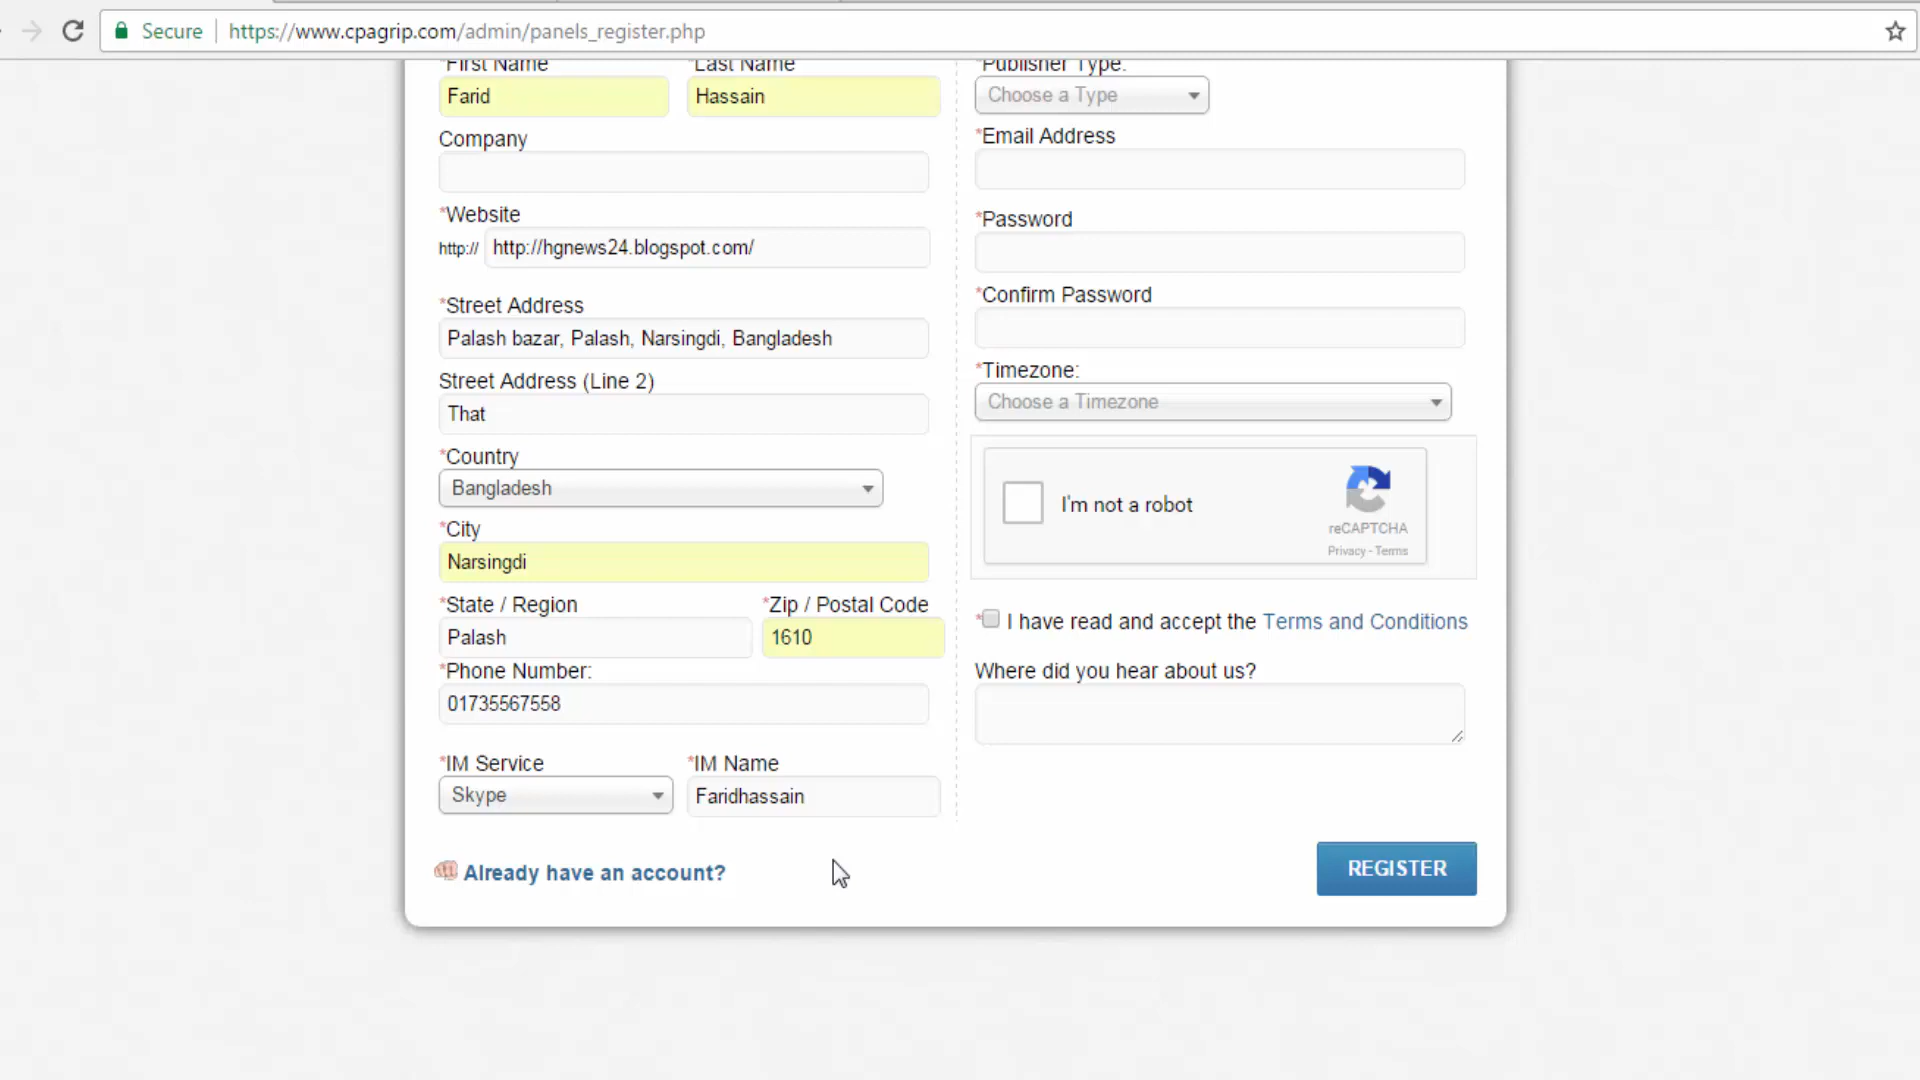 Secure
https://www.cpagrip.com/admin/panels_register.php
*First Name
*Last Name
Farid
Hassain
Company
*Website
http://
http://hgnews24.blogspot.com/
*Street Address
Palash bazar, Palash, Narsingdi, Bangladesh
Street Address (Line 2)
That
*Country
Bangladesh
*City
Narsingdi
*State / Region
*Zip / Postal Code
Palash
1610
*Phone Number:
01735567558
*IM Service
*IM Name
Skype
Faridhassain
Already have an account?
*Publisher Type:
Choose a Type
*Email Address
*Password
*Confirm Password
*Timezone:
Choose a Timezone
I'm not a robot
reCAPTCHA
Privacy - Terms
*I have read and accept the Terms and Conditions
Where did you hear about us?
REGISTER